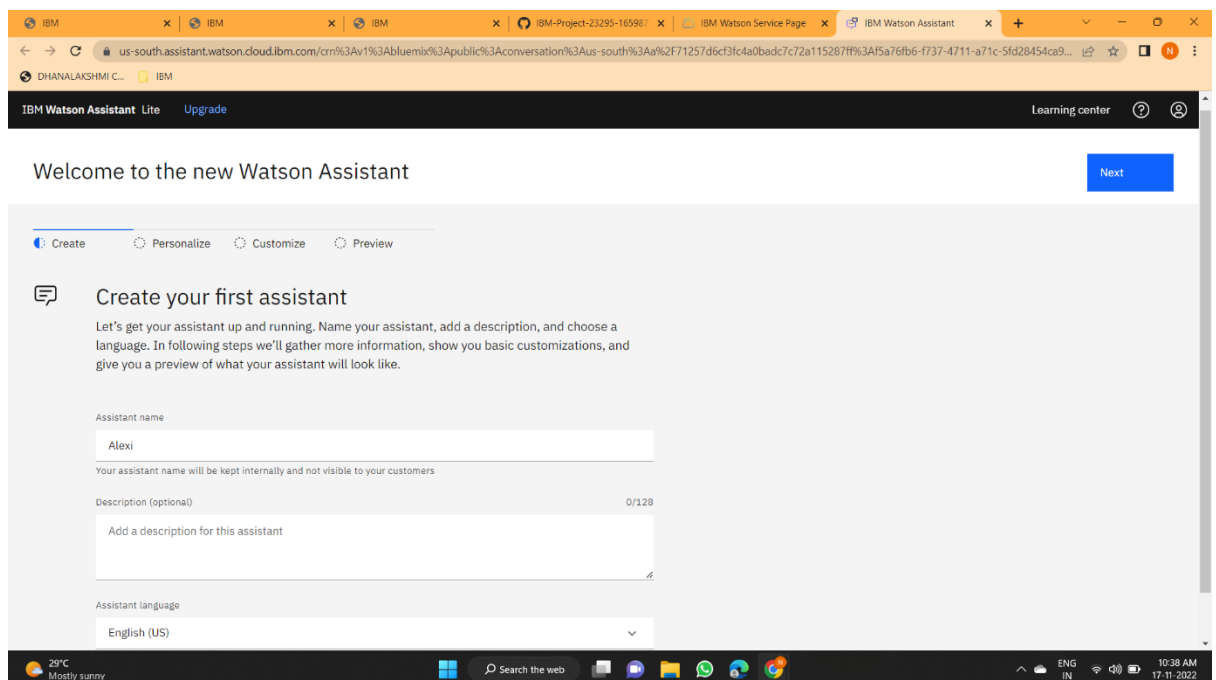 IBM
IBM
IBM
IBM-Project-23295-165987
IBM Watson Service Page
IBM Watson Assistant
us-south.assistant.watson.cloud.ibm.com/crn%3Av1%3Abluemix%3Apublic%3Aconversation%3Aus-south%3Aa%2F71257d6cf3fc4a0badc7c72a115287ff%3Af5a76fb6-f737-4711-a71c-5fd28454ca9...
N
DHANALAKSHMI C...
IBM
IBM Watson Assistant Lite Upgrade
Learning center
Welcome to the new Watson Assistant
Next
Create Personalize Customize Preview
Create your first assistant
Let's get your assistant up and running. Name your assistant, add a description, and choose a
language. In following steps we'll gather more information, show you basic customizations, and
give you a preview of what your assistant will look like.
Assistant name
Alexi
Your assistant name will be kept internally and not visible to your customers
Description (optional) 0/128
Add a description for this assistant
Assistant language
English (US)
29°C
Mostly sunny
Search the web
ENG
IN
10:38 AM
17-11-2022